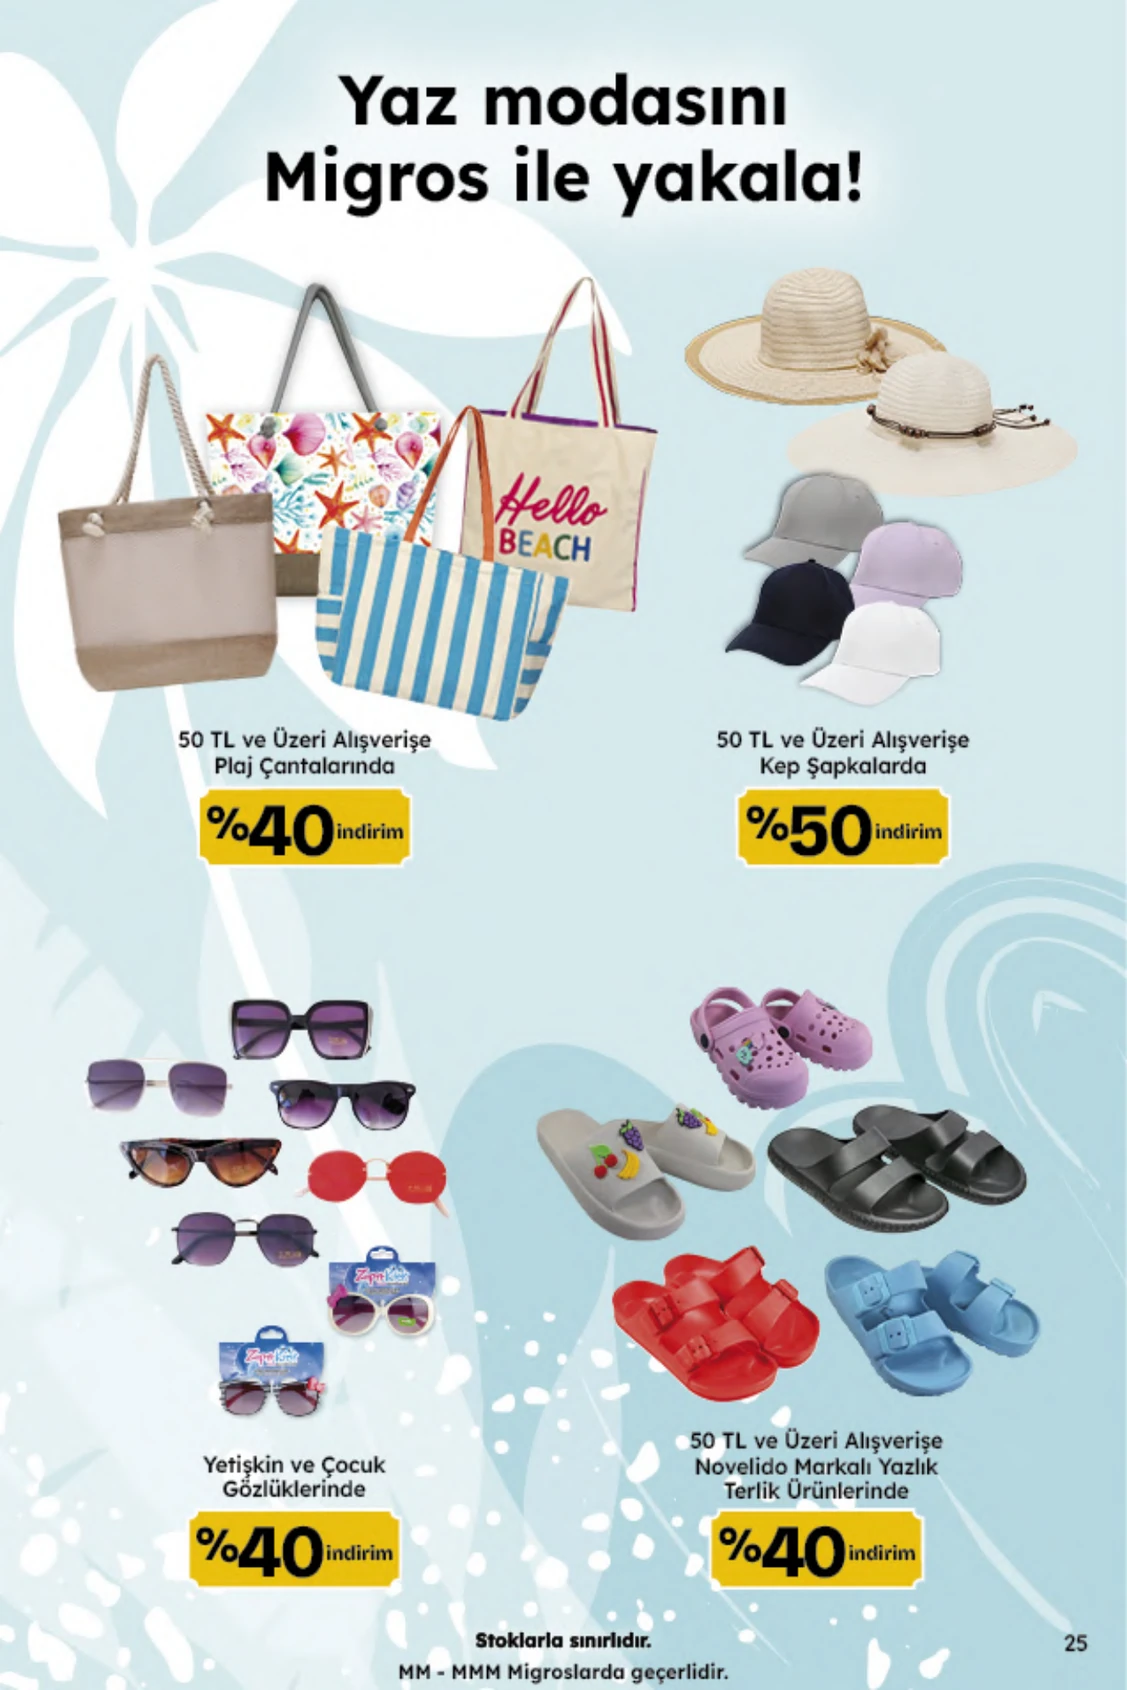 Yaz modasını
Migros ile yakala!
Hello
BEACH
50 TL ve Üzeri Alışverişe
Plaj Çantalarında
%40 indirim
50 TL ve Üzeri Alışverişe
Kep Şapkalarda
%50 indirim
Yetişkin ve Çocuk
Gözlüklerinde
%40 indirim
50 TL ve Üzeri Alışverişe
Novelido Markalı Yazlık
Terlik Ürünlerinde
%40 indirim
Stoklarla sınırlıdır.
MM - MMM Migroslarda geçerlidir.
25